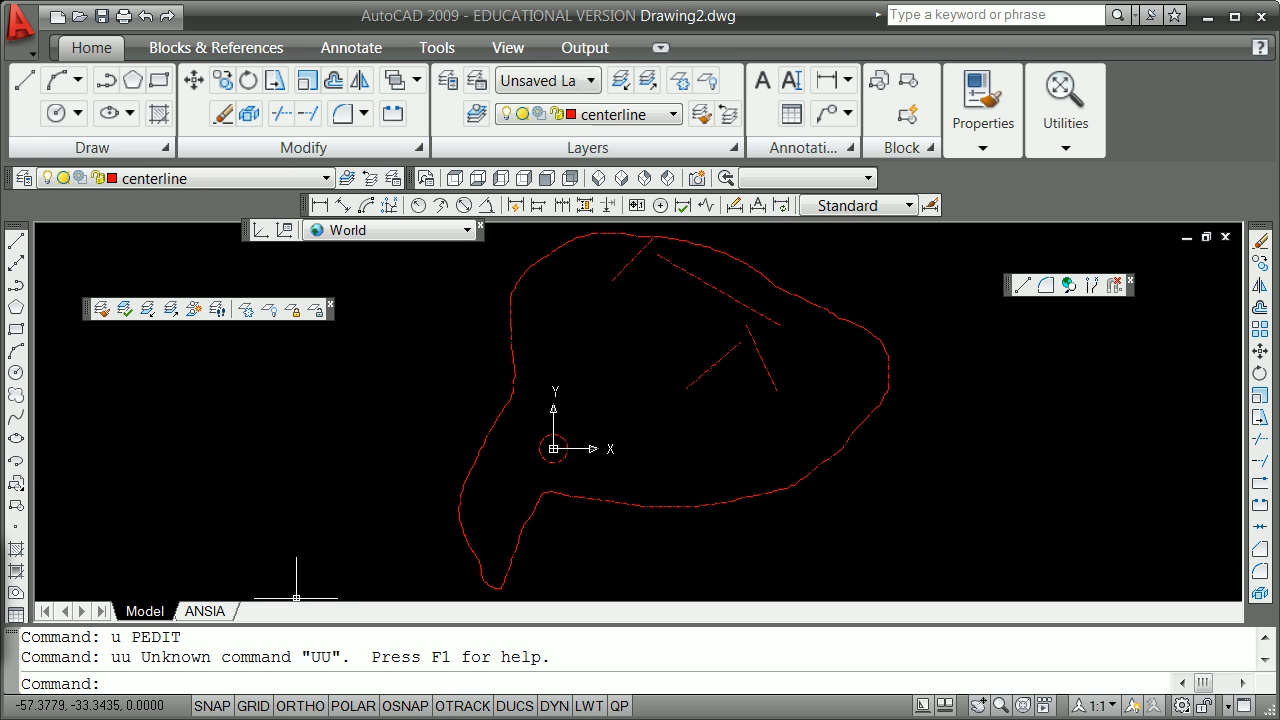 AutoCAD 2009 - EDUCATIONAL VERSION Drawing2.dwg
Type a keyword or phrase
Home Blocks & References Annotate Tools View Output
Unsaved La
centerline
Properties Utilities
Draw Modify Layers Annotati... Block
centerline
Standard
World
Y
X
Model ANSIA
Command: u PEDIT
Command: uu Unknown command "UU".  Press F1 for help.
Command:
-57.3779, -33.3435, 0.0000 SNAP GRID ORTHO POLAR OSNAP OTRACK DUCS DYN LWT QP 1:1